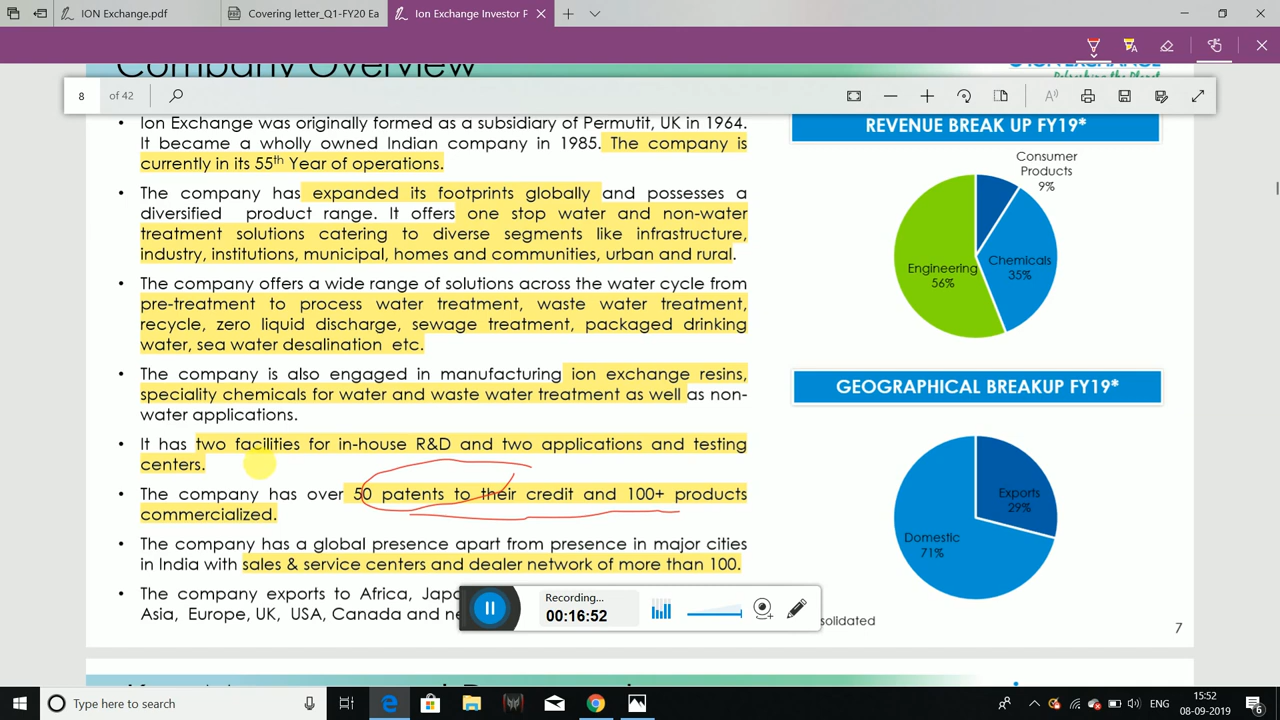 ION Exchange.pdf
Covering letter_Q1-FY20 Ea
Ion Exchange Investor F
Company Overview
8 of 42
Ion Exchange was originally formed as a subsidiary of Permutit, UK in 1964.
It became a wholly owned Indian company in 1985. The company is
currently in its 55th Year of operations.
• The company has expanded its footprints globally and possesses a
diversified product range. It offers one stop water and non-water
treatment solutions catering to diverse segments like infrastructure,
industry, institutions, municipal, homes and communities, urban and rural.
• The company offers a wide range of solutions across the water cycle from
pre-treatment to process water treatment, waste water treatment,
recycle, zero liquid discharge, sewage treatment, packaged drinking
water, sea water desalination etc.
• The company is also engaged in manufacturing ion exchange resins,
speciality chemicals for water and waste water treatment as well as non-
water applications.
• It has two facilities for in-house R&D and two applications and testing
centers.
• The company has over 50 patents to their credit and 100+ products
commercialized.
• The company has a global presence apart from presence in major cities
in India with sales & service centers and dealer network of more than 100.
• The company exports to Africa, Japa
Asia, Europe, UK, USA, Canada and ne
REVENUE BREAK UP FY19*
Consumer
Products
9%
Chemicals
35%
Engineering
56%
GEOGRAPHICAL BREAKUP FY19*
Exports
29%
Domestic
71%
solidated
7
Recording...
00:16:52
Type here to search
ENG
15:52
08-09-2019
6